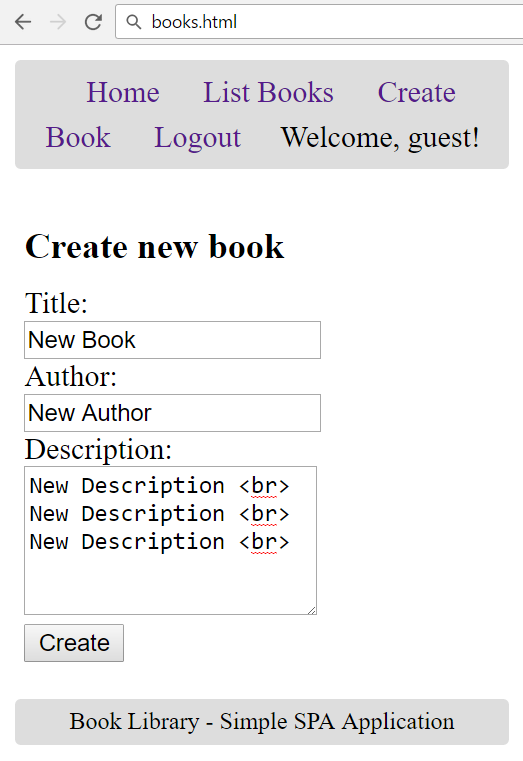 books.html
Home List Books Create
Book Logout Welcome, guest!
Create new book
Title:
New Book
Author:
New Author
Description:
New Description <br>
New Description <br>
New Description <br>
Create
Book Library - Simple SPA Application